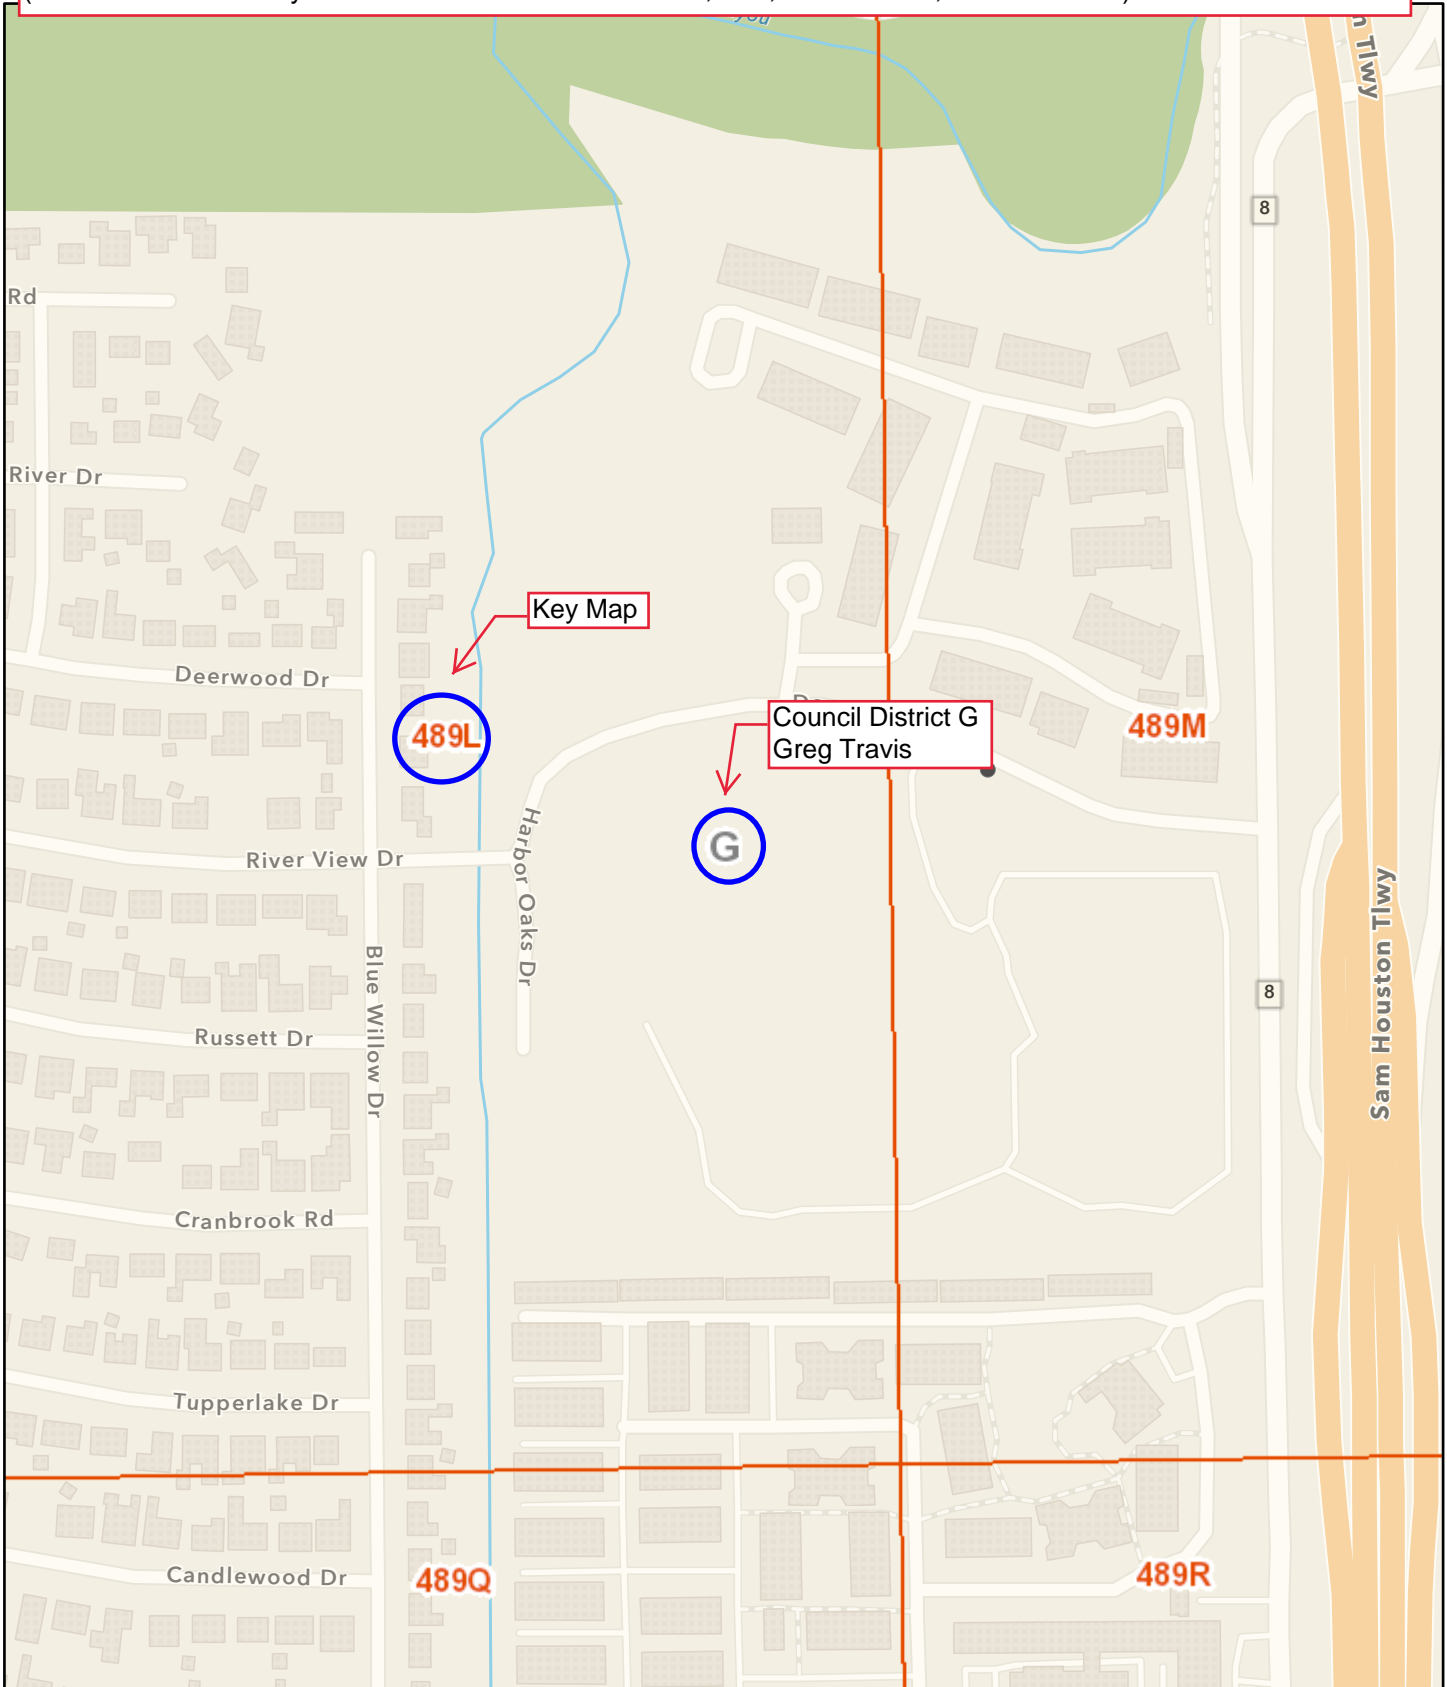 n Tlwy
8
Rd
River Dr
Key Map
Deerwood Dr
489L
Council District G
Greg Travis
489M
G
Harbor Oaks Dr
River View Dr
Blue Willow Dr
Sam Houston Tlwy
8
Russett Dr
Cranbrook Rd
Tupperlake Dr
Candlewood Dr
489Q
489R